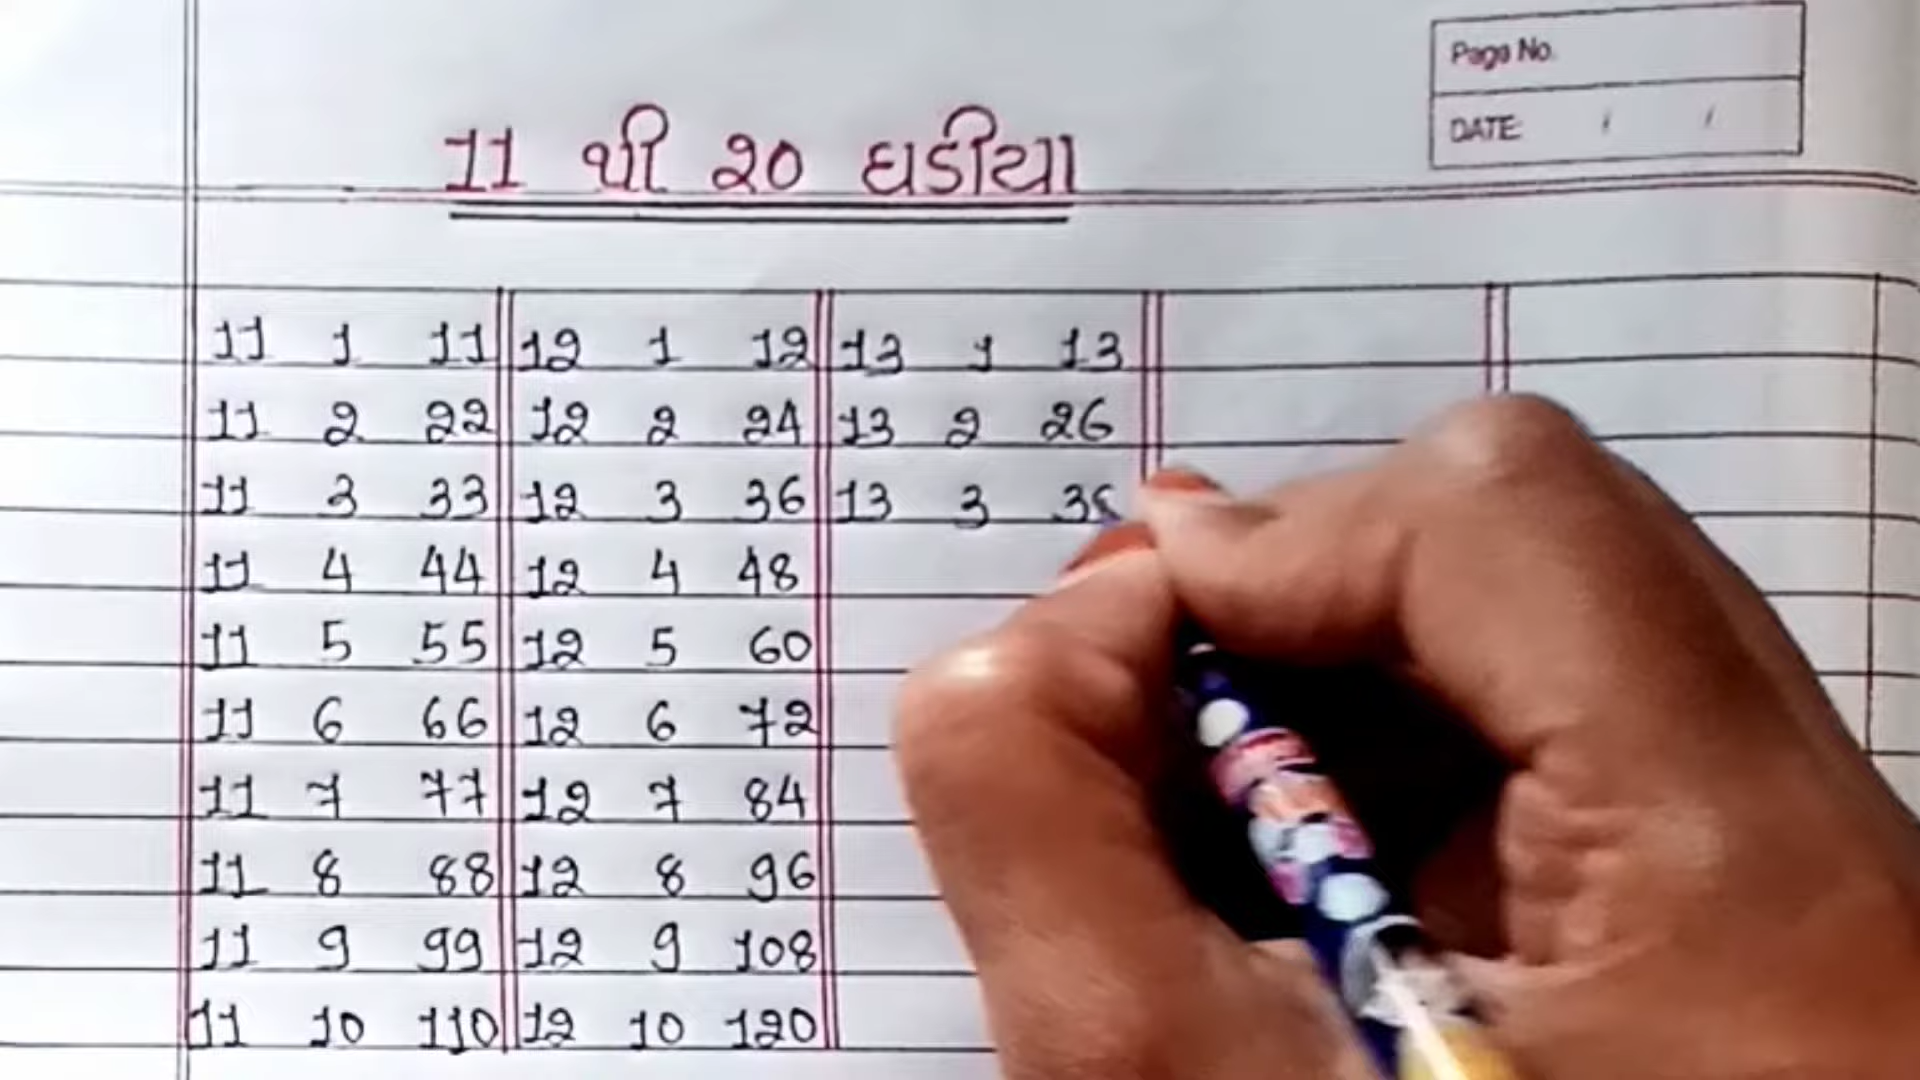 Page No.
DATE / /
11 થી 20 ઘડીયા
11 1 11 12 1 12 13 1 13
11 2 22 12 2 24 13 2 26
11 3 33 12 3 36 13 3
11 4 44 12 4 48
11 5 55 12 5 60
11 6 66 12 6 72
11 7 77 12 7 84
11 8 88 12 8 96
11 9 99 12 9 108
11 10 110 12 10 120